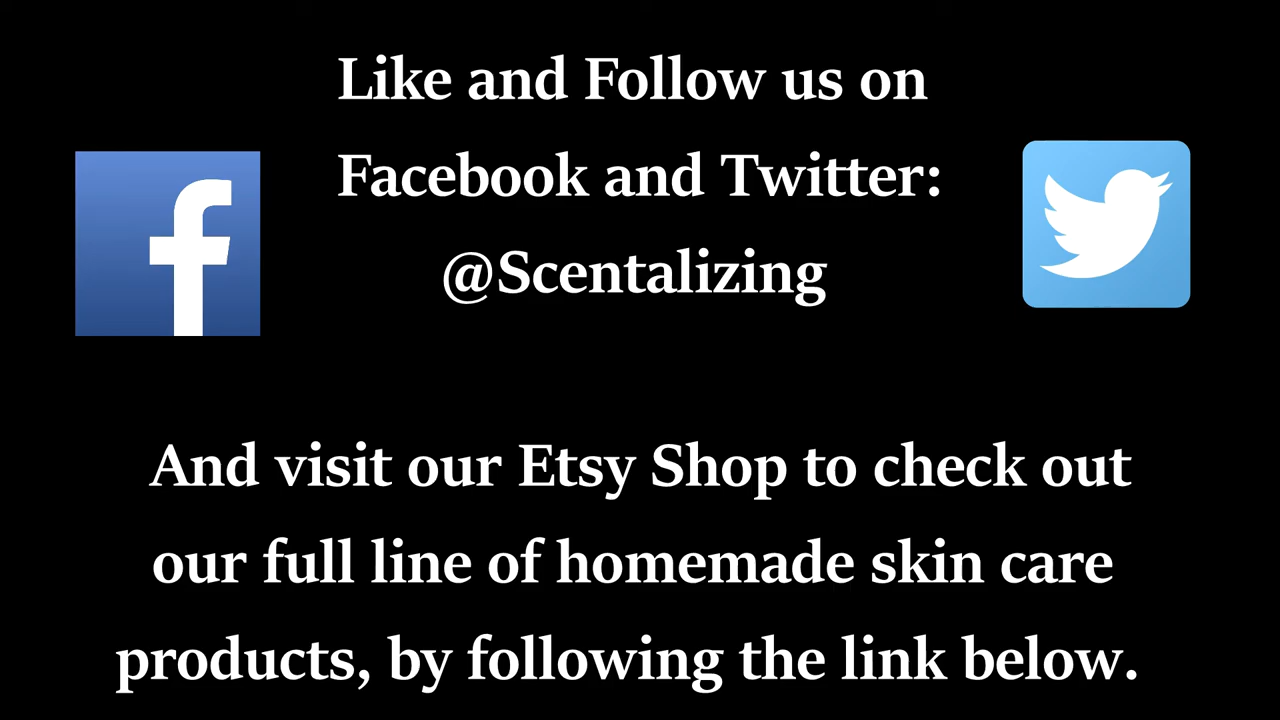 Like and Follow us on
Facebook and Twitter:
@Scentalizing
And visit our Etsy Shop to check out
our full line of homemade skin care
products, by following the link below.